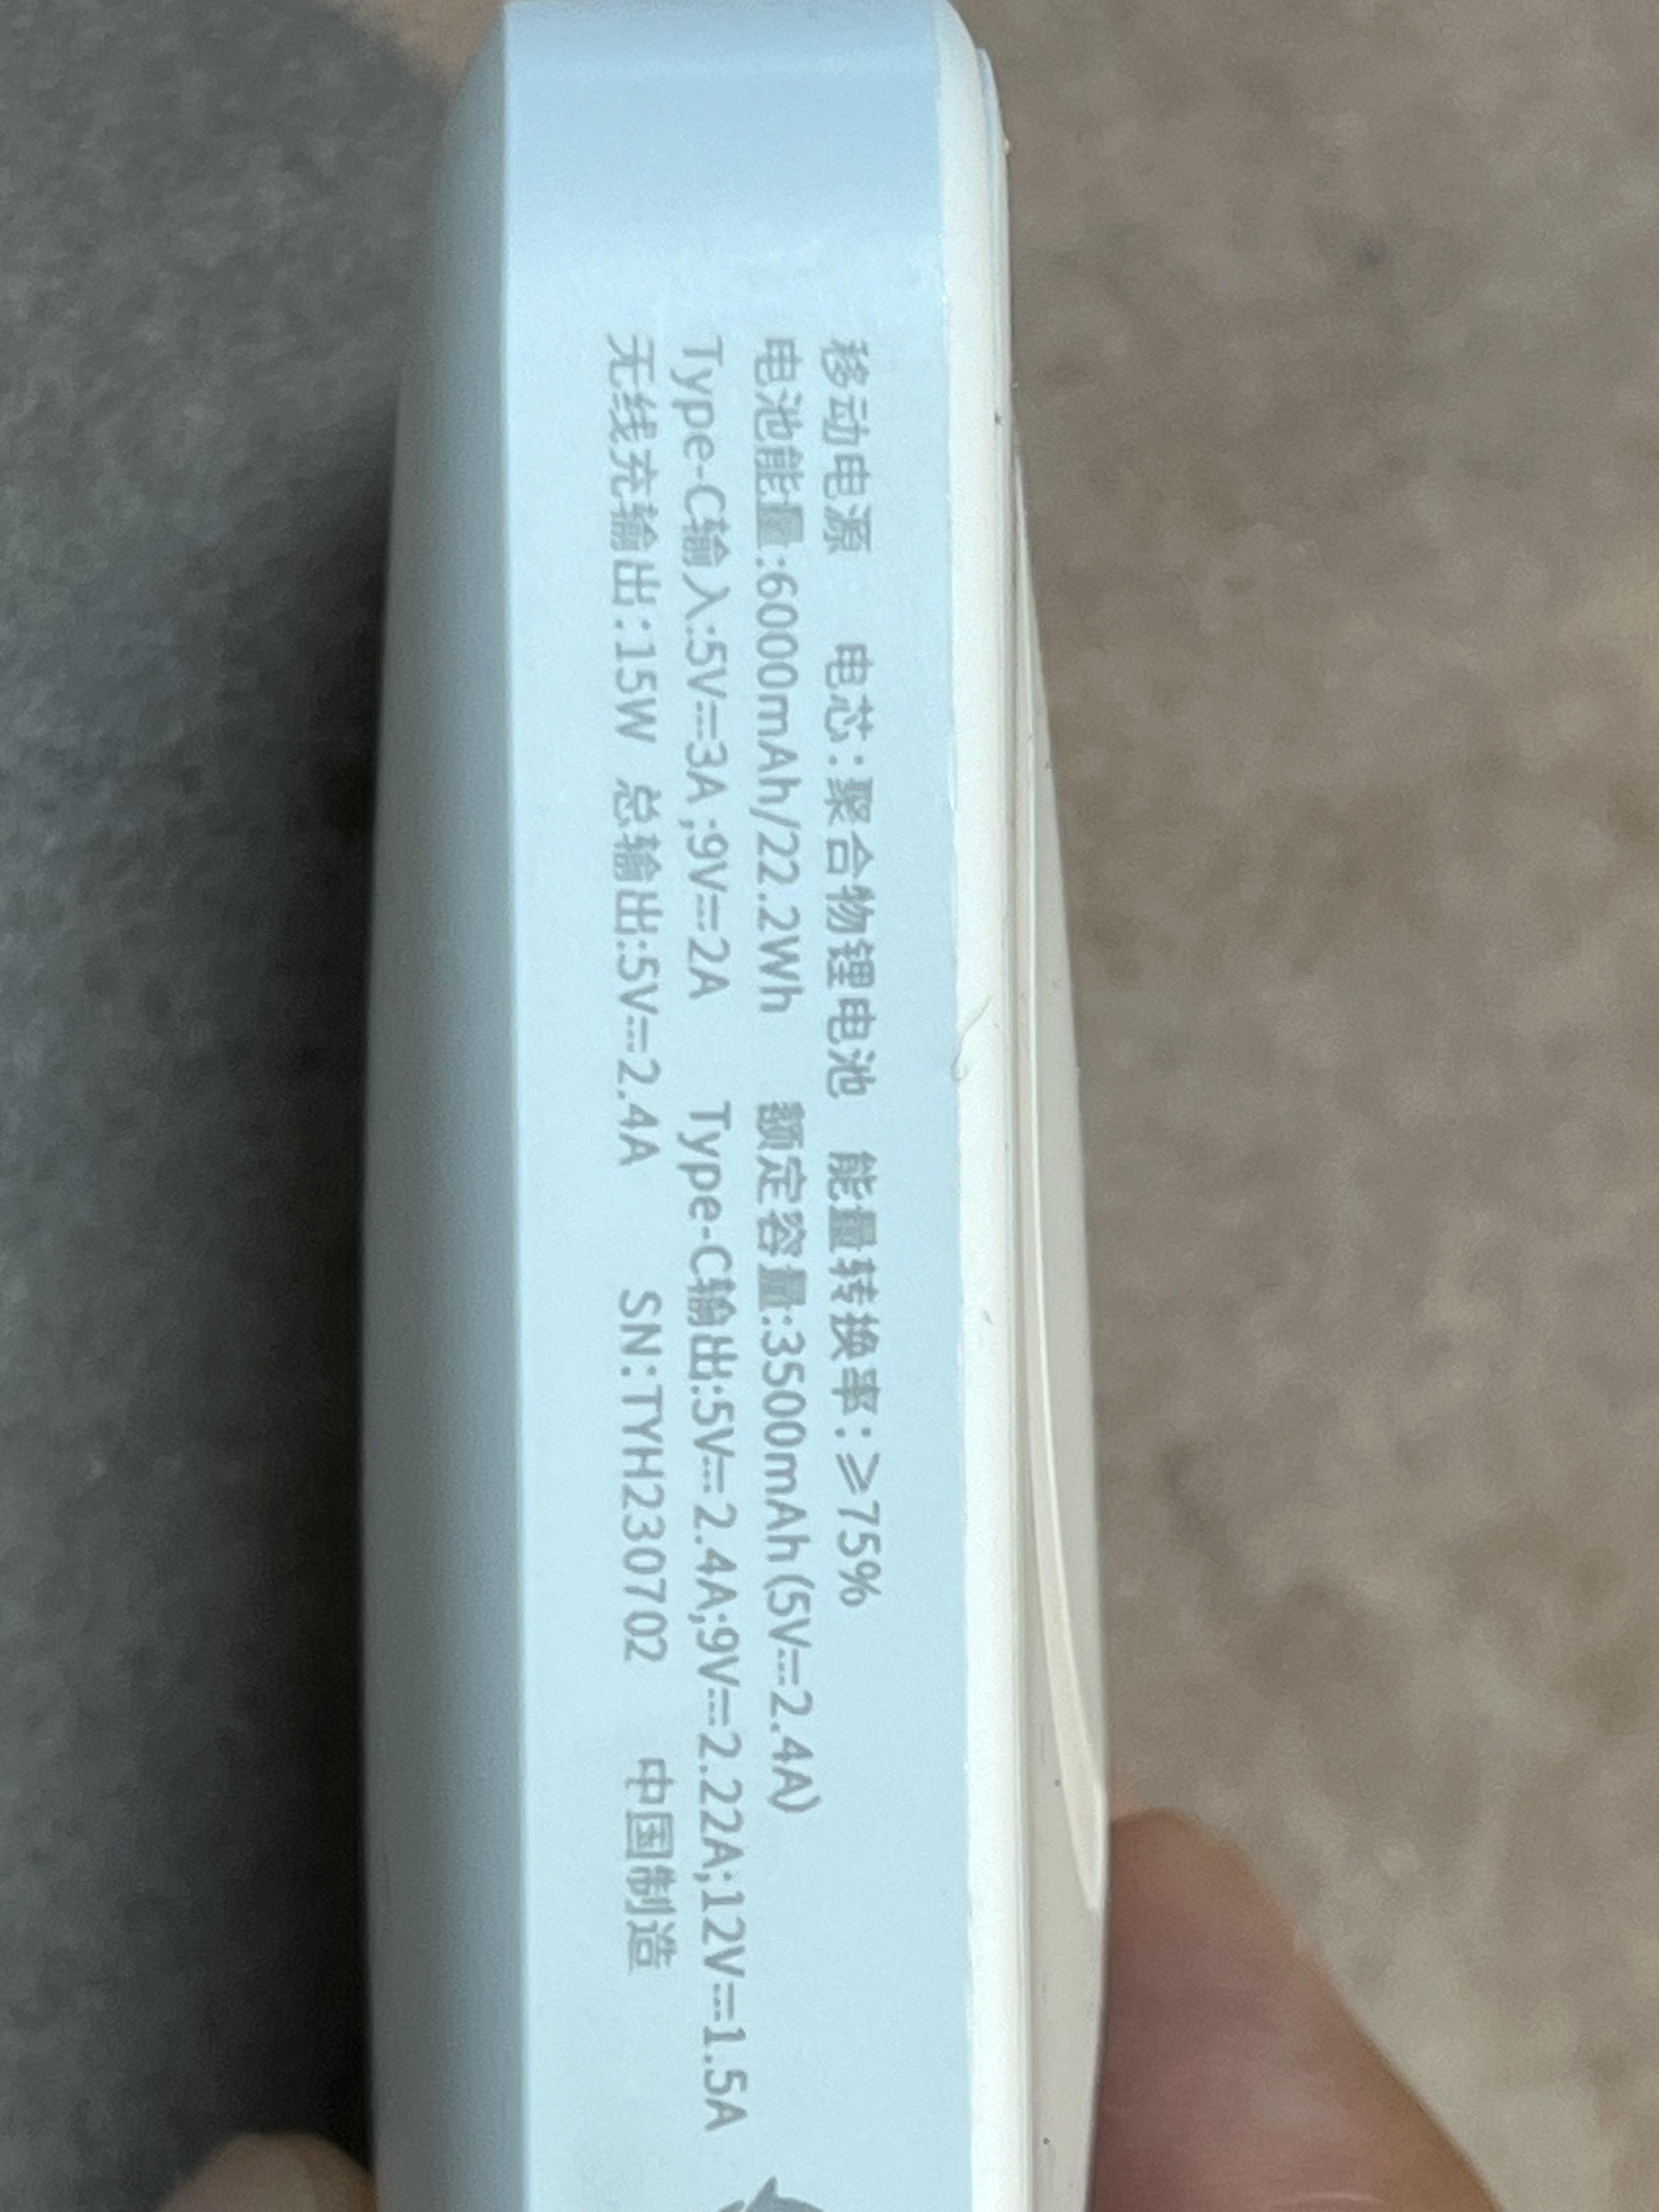 移动电源 电芯:聚合物锂电池 能量转换率:≥75%
电池能量:6000mAh/22.2Wh 额定容量:3500mAh(5V⎓2.4A)
Type-C输入:5V⎓3A;9V⎓2A Type-C输出:5V⎓2.4A;9V⎓2.22A;12V⎓1.5A
无线充输出:15W 总输出:5V⎓2.4A SN:TYH230702 中国制造